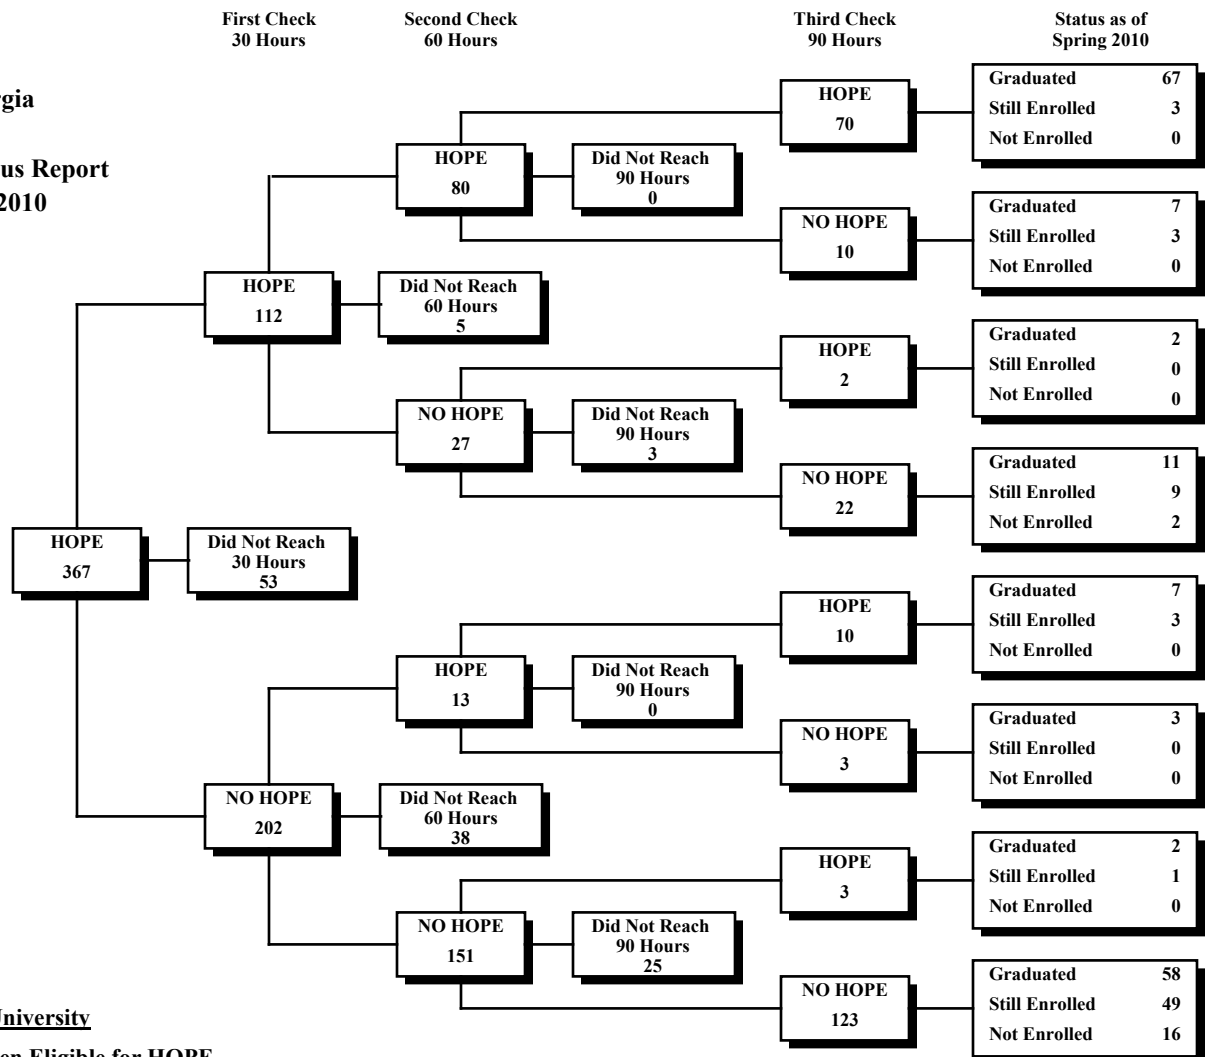 First Check
30 Hours
Second Check
60 Hours
Third Check
90 Hours
Status as of
Spring 2010
rgia
us Report
2010
HOPE
367
Did Not Reach
30 Hours
53
HOPE
112
Did Not Reach
60 Hours
5
NO HOPE
202
Did Not Reach
60 Hours
38
HOPE
80
Did Not Reach
90 Hours
0
NO HOPE
27
Did Not Reach
90 Hours
3
HOPE
13
Did Not Reach
90 Hours
0
NO HOPE
151
Did Not Reach
90 Hours
25
HOPE
70
Graduated 67
Still Enrolled 3
Not Enrolled 0
NO HOPE
10
Graduated 7
Still Enrolled 3
Not Enrolled 0
HOPE
2
Graduated 2
Still Enrolled 0
Not Enrolled 0
NO HOPE
22
Graduated 11
Still Enrolled 9
Not Enrolled 2
HOPE
10
Graduated 7
Still Enrolled 3
Not Enrolled 0
NO HOPE
3
Graduated 3
Still Enrolled 0
Not Enrolled 0
HOPE
3
Graduated 2
Still Enrolled 1
Not Enrolled 0
NO HOPE
123
Graduated 58
Still Enrolled 49
Not Enrolled 16
University
en Eligible for HOPE